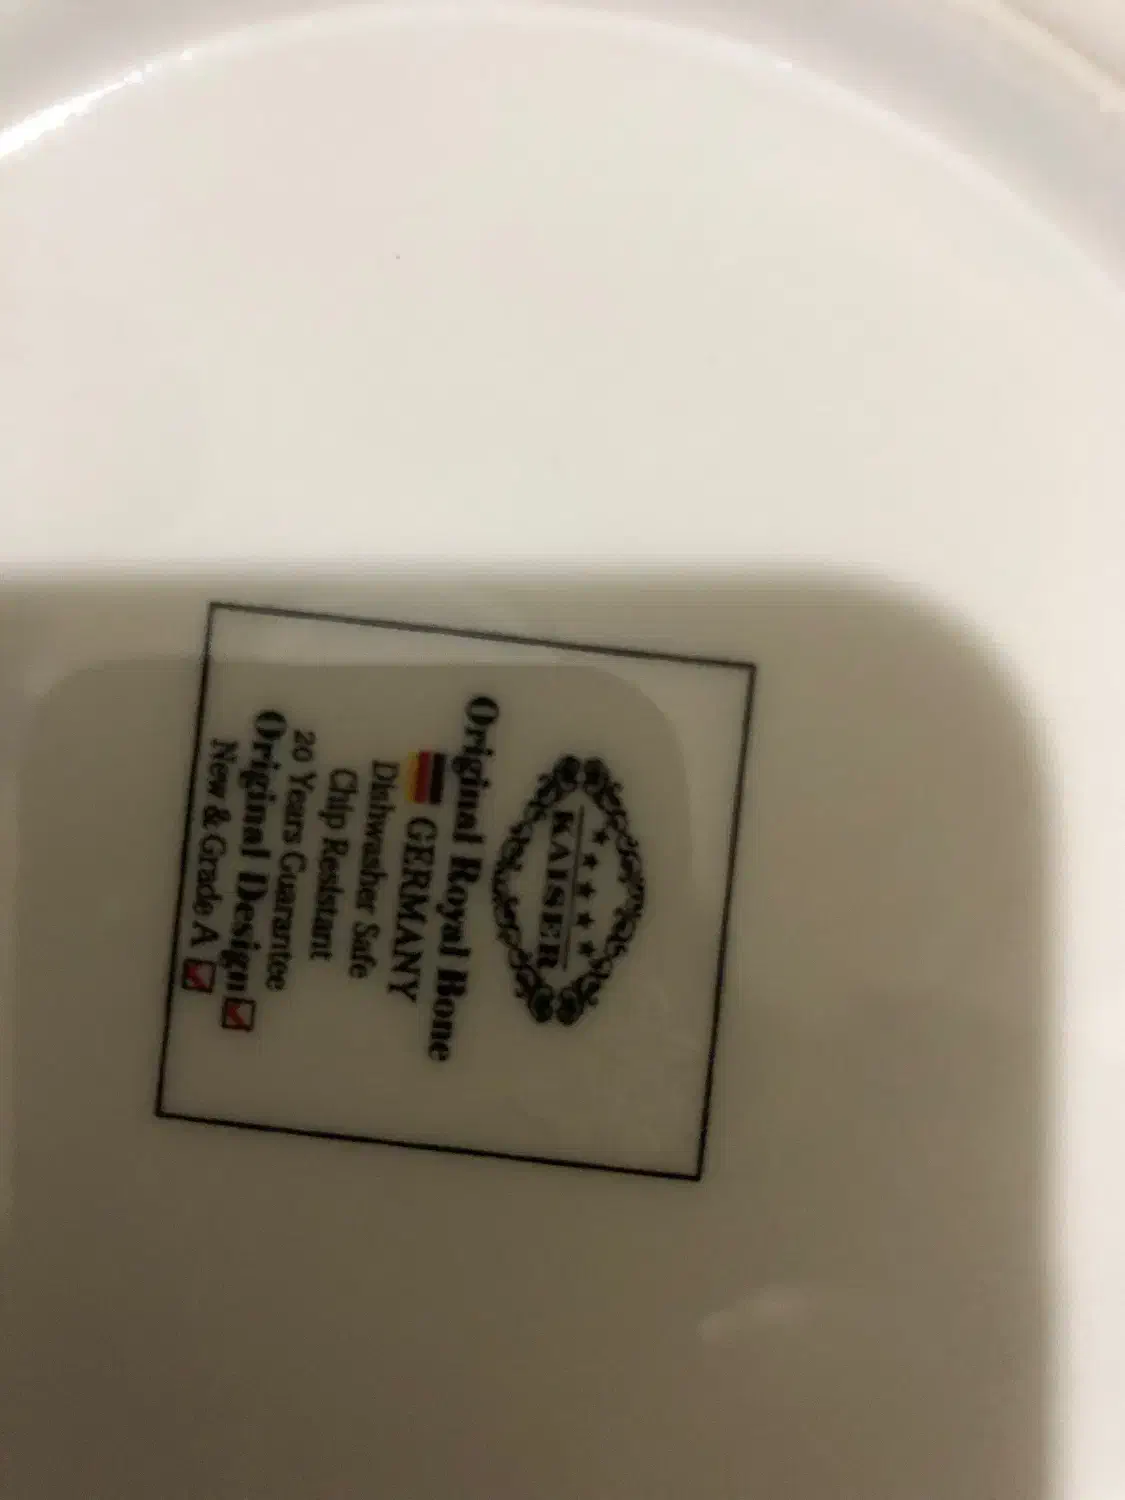 KAISER
Original Royal Bone
GERMANY
Dishwasher Safe
Chip Resistant
20 Years Guarantee
Original Design
New & Grade A